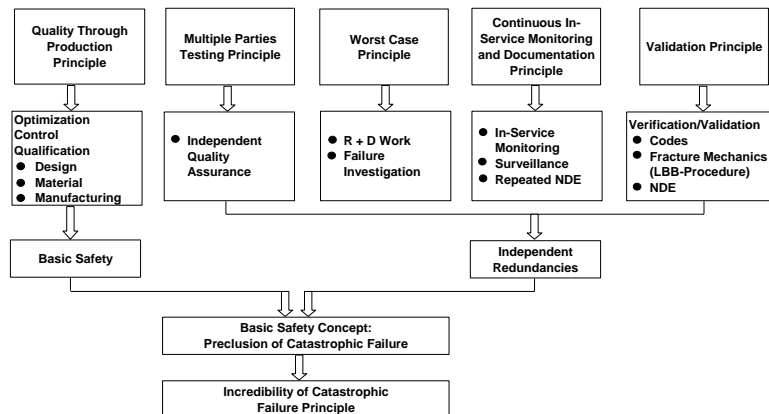 Quality Through
Production
Principle
Multiple Parties
Testing Principle
Worst Case
Principle
Continuous In-
Service Monitoring
and Documentation
Principle
Validation Principle
Optimization
Control
Qualification
● Design
● Material
● Manufacturing
● Independent
Quality
Assurance
● R + D Work
● Failure
Investigation
● In-Service
Monitoring
● Surveillance
● Repeated NDE
Verification/Validation
● Codes
● Fracture Mechanics
(LBB-Procedure)
● NDE
Basic Safety
Independent
Redundancies
Basic Safety Concept:
Preclusion of Catastrophic Failure
Incredibility of Catastrophic
Failure Principle